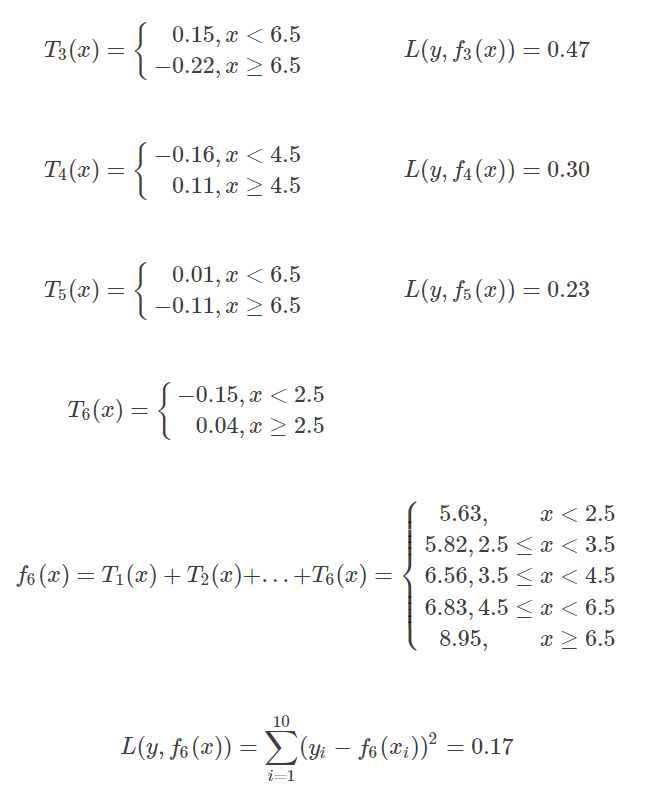 T₃(x) = { 0.15, x < 6.5
−0.22, x ≥ 6.5
L(y, f₃(x)) = 0.47
T₄(x) = { −0.16, x < 4.5
0.11, x ≥ 4.5
L(y, f₄(x)) = 0.30
T₅(x) = { 0.01, x < 6.5
−0.11, x ≥ 6.5
L(y, f₅(x)) = 0.23
T₆(x) = { −0.15, x < 2.5
0.04, x ≥ 2.5
f₆(x) = T₁(x) + T₂(x)+. . . +T₆(x) = { 5.63, x < 2.5
5.82, 2.5 ≤ x < 3.5
6.56, 3.5 ≤ x < 4.5
6.83, 4.5 ≤ x < 6.5
8.95, x ≥ 6.5
L(y, f₆(x)) = ∑_{i=1}^{10} (yᵢ − f₆(xᵢ))² = 0.17